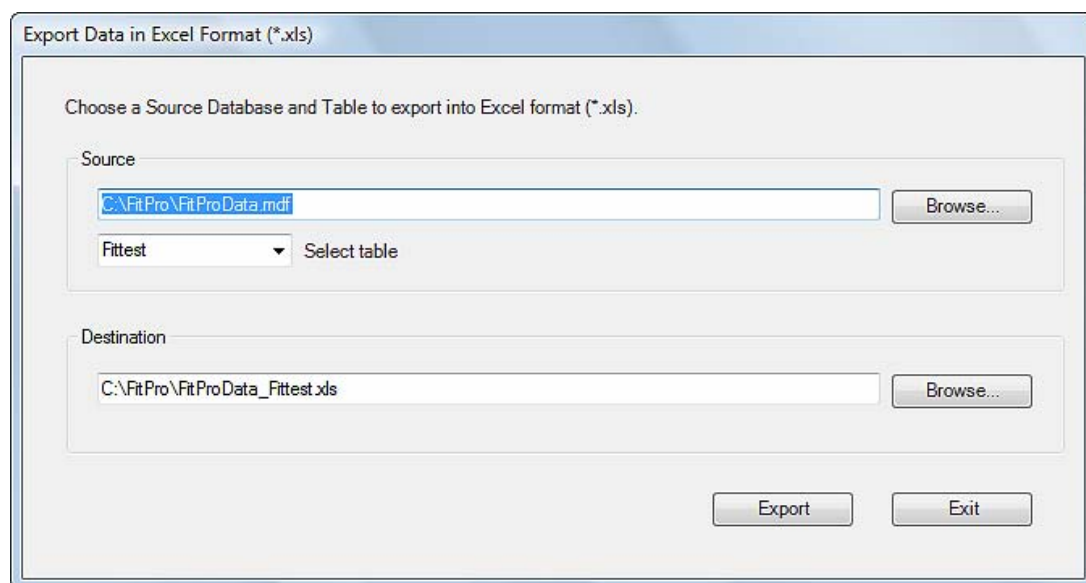 Export Data in Excel Format (*.xls)
Choose a Source Database and Table to export into Excel format (*.xls).
Source
C:\FitPro\FitProData.mdf
Browse...
Fittest
Select table
Destination
C:\FitPro\FitProData_Fittest.xls
Browse...
Export
Exit